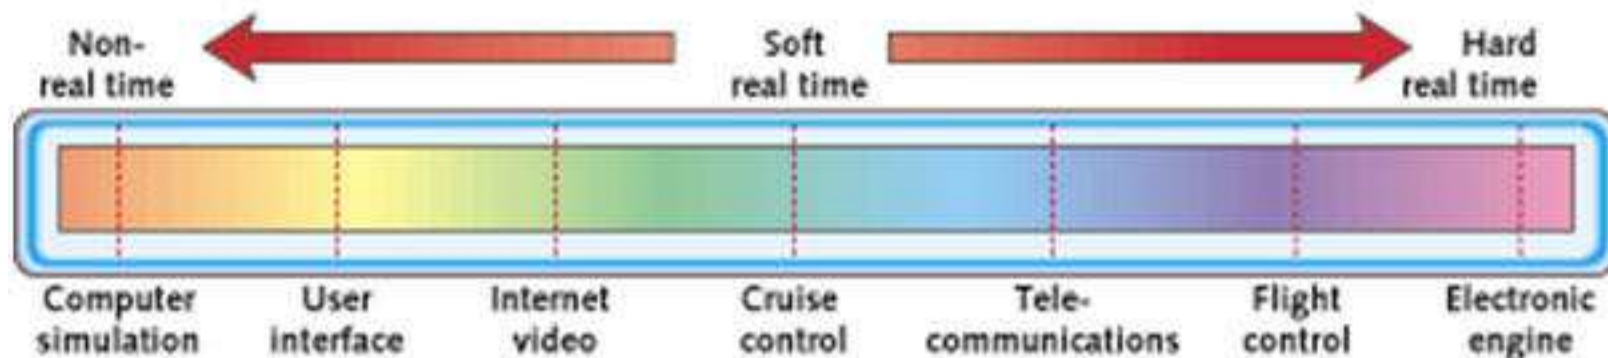 Non-
real time
Soft
real time
Hard
real time
Computer
simulation
User
interface
Internet
video
Cruise
control
Tele-
communications
Flight
control
Electronic
engine